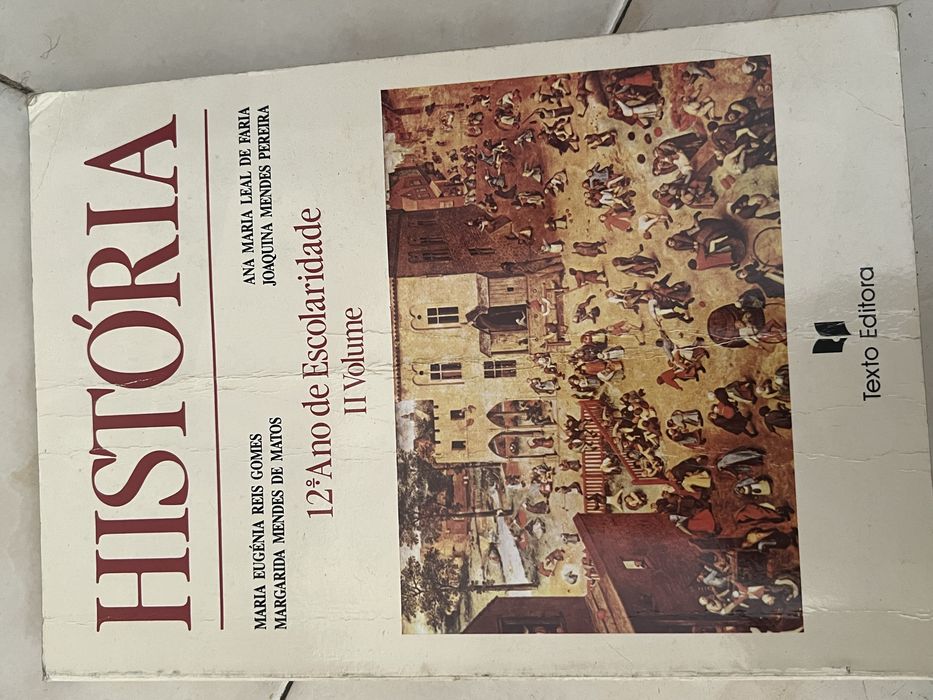 HISTÓRIA
MARIA EUGÉNIA REIS GOMES
MARGARIDA MENDES DE MATOS
ANA MARIA LEAL DE FARIA
JOAQUINA MENDES PEREIRA
12.º Ano de Escolaridade
II Volume
Texto Editora